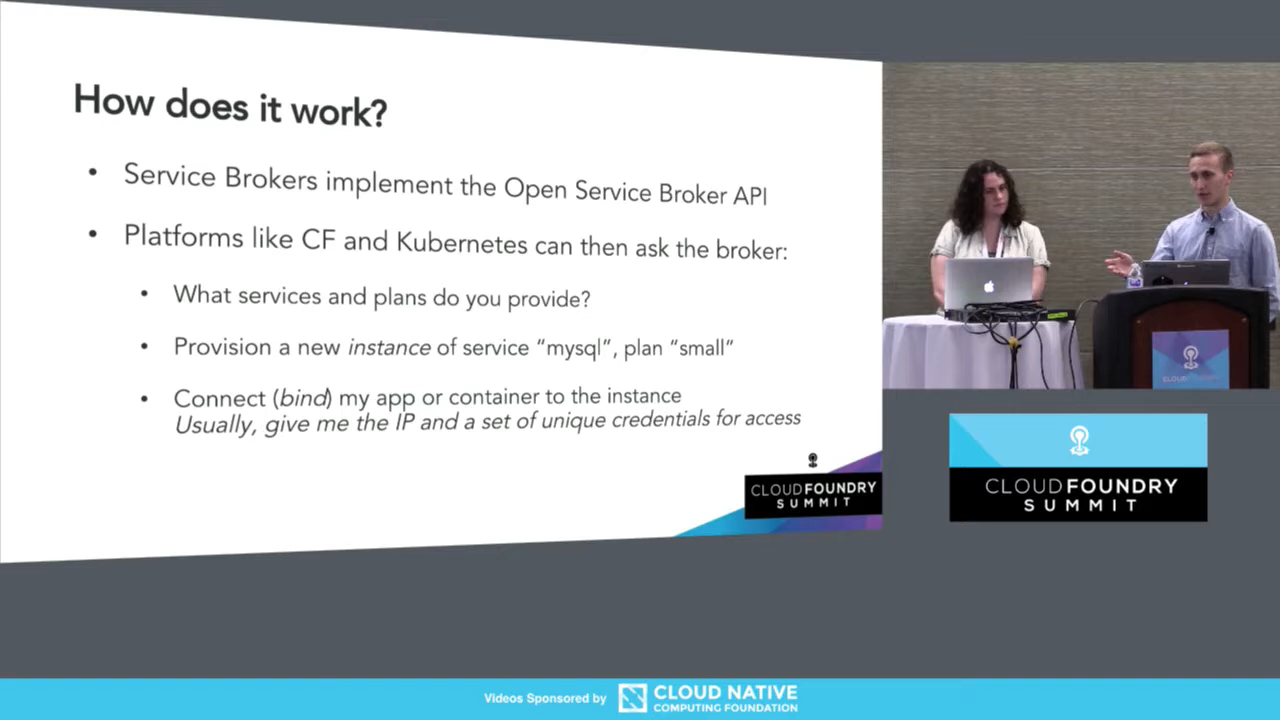 How does it work?
• Service Brokers implement the Open Service Broker API
• Platforms like CF and Kubernetes can then ask the broker:
• What services and plans do you provide?
• Provision a new instance of service “mysql”, plan “small”
• Connect (bind) my app or container to the instance
Usually, give me the IP and a set of unique credentials for access
CLOUDFOUNDRY
SUMMIT
CLOUDFOUNDRY
SUMMIT
Videos Sponsored by
CLOUD NATIVE
COMPUTING FOUNDATION